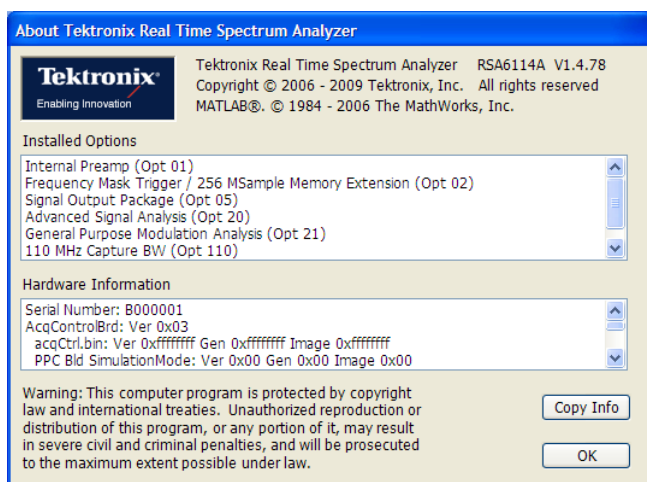 About Tektronix Real Time Spectrum Analyzer
Tektronix®
Enabling Innovation
Tektronix Real Time Spectrum Analyzer RSA6114A V1.4.78
Copyright © 2006 - 2009 Tektronix, Inc. All rights reserved
MATLAB®. © 1984 - 2006 The MathWorks, Inc.
Installed Options
Internal Preamp (Opt 01)
Frequency Mask Trigger / 256 MSample Memory Extension (Opt 02)
Signal Output Package (Opt 05)
Advanced Signal Analysis (Opt 20)
General Purpose Modulation Analysis (Opt 21)
110 MHz Capture BW (Opt 110)
Hardware Information
Serial Number: B000001
AcqControlBrd: Ver 0x03
acqCtrl.bin: Ver 0xffffffff Gen 0xffffffff Image 0xffffffff
PPC Bld SimulationMode: Ver 0x00 Gen 0x00 Image 0x00
Warning: This computer program is protected by copyright
law and international treaties. Unauthorized reproduction or
distribution of this program, or any portion of it, may result
in severe civil and criminal penalties, and will be prosecuted
to the maximum extent possible under law.
Copy Info
OK